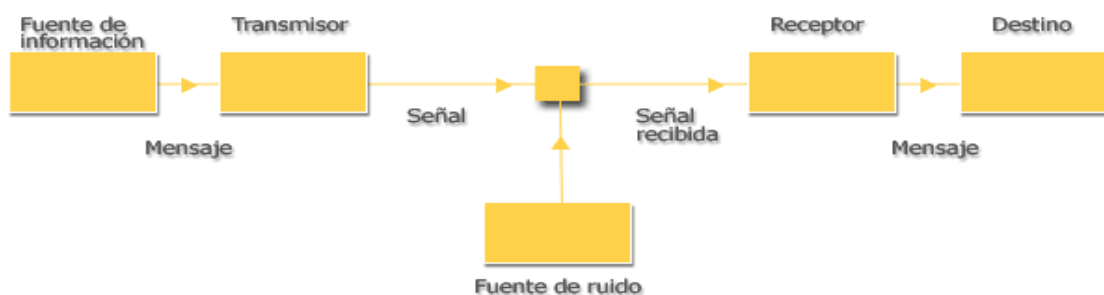 Fuente de
información
Transmisor
Receptor
Destino
Señal
Señal
recibida
Mensaje
Mensaje
Fuente de ruido